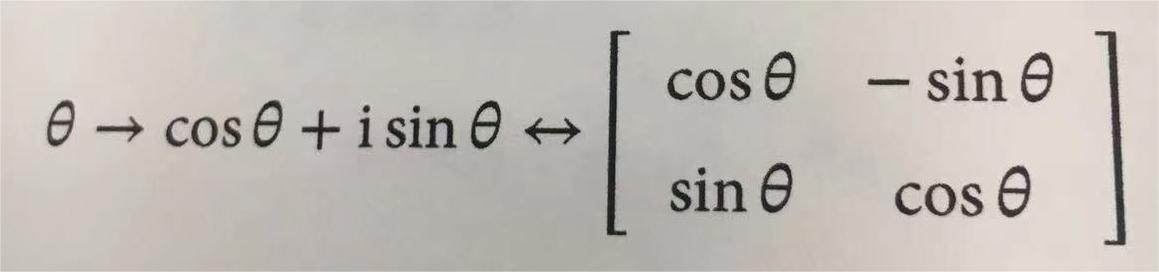 θ → cos θ + i sin θ ↔ [ cos θ − sin θ
sin θ cos θ ]